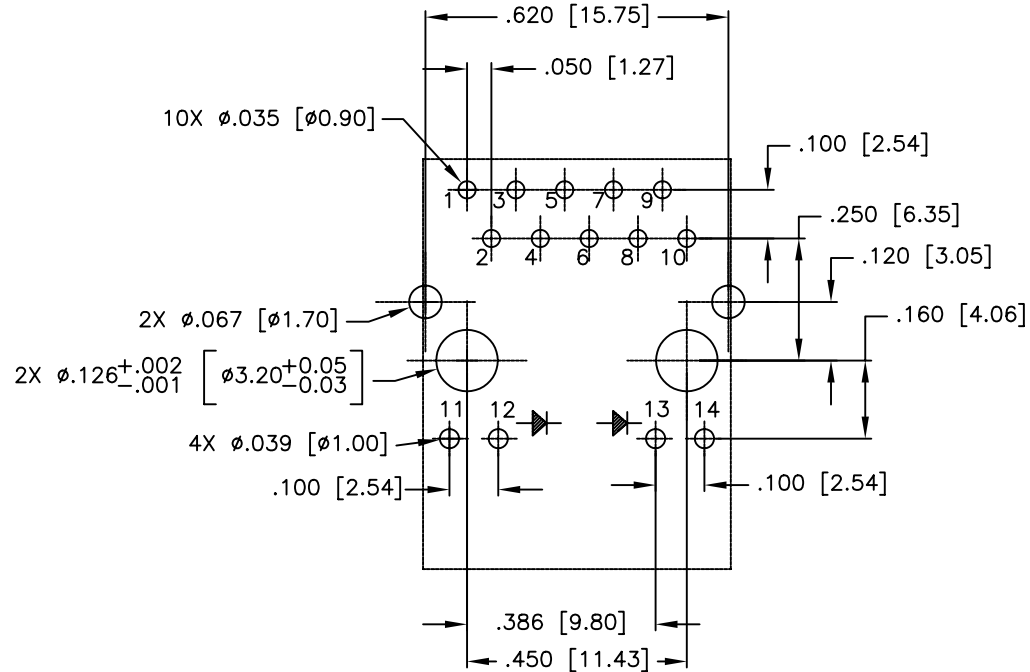 .620 [15.75]
.050 [1.27]
10X ø.035 [ø0.90]
.100 [2.54]
1 3 5 7 9
.250 [6.35]
2 4 6 8 10
.120 [3.05]
2X ø.067 [ø1.70]
.160 [4.06]
2X ø.126 +.002 -.001 [ø3.20 +0.05 -0.03]
11 12 13 14
4X ø.039 [ø1.00]
.100 [2.54]
.100 [2.54]
.386 [9.80]
.450 [11.43]